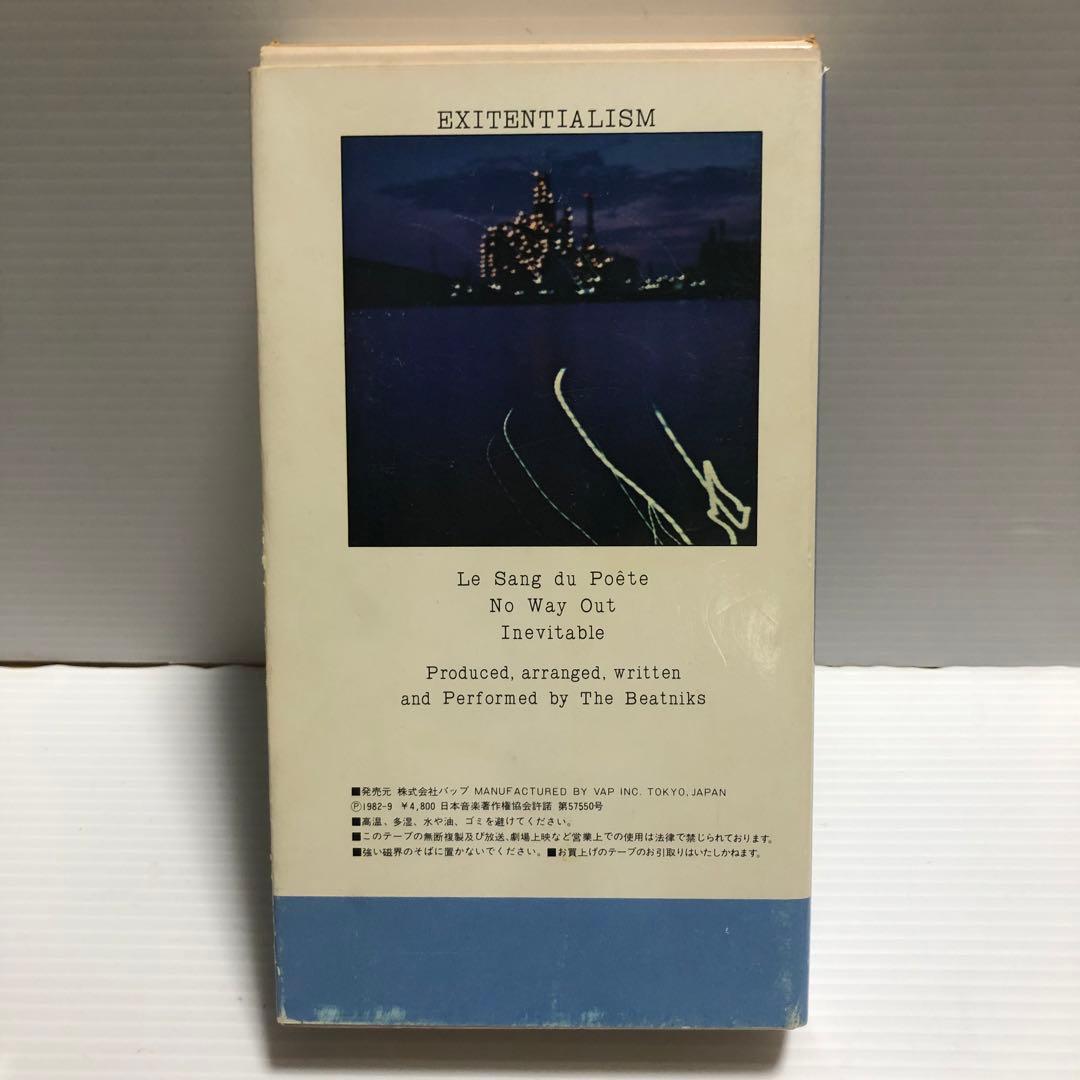 EXITENTIALISM
Le Sang du Poête
No Way Out
Inevitable
Produced, arranged, written
and Performed by The Beatniks
■発売元 株式会社バップ MANUFACTURED BY VAP INC. TOKYO, JAPAN
Ⓟ1982-9 ¥4,800 日本音楽著作権協会許諾 第57550号
■高温、多湿、水や油、ゴミを避けてください。
■このテープの無断複製及び放送、劇場上映など営業上での使用は法律で禁じられております。
■強い磁界のそばに置かないでください。■お買上げのテープのお引取りはいたしかねます。